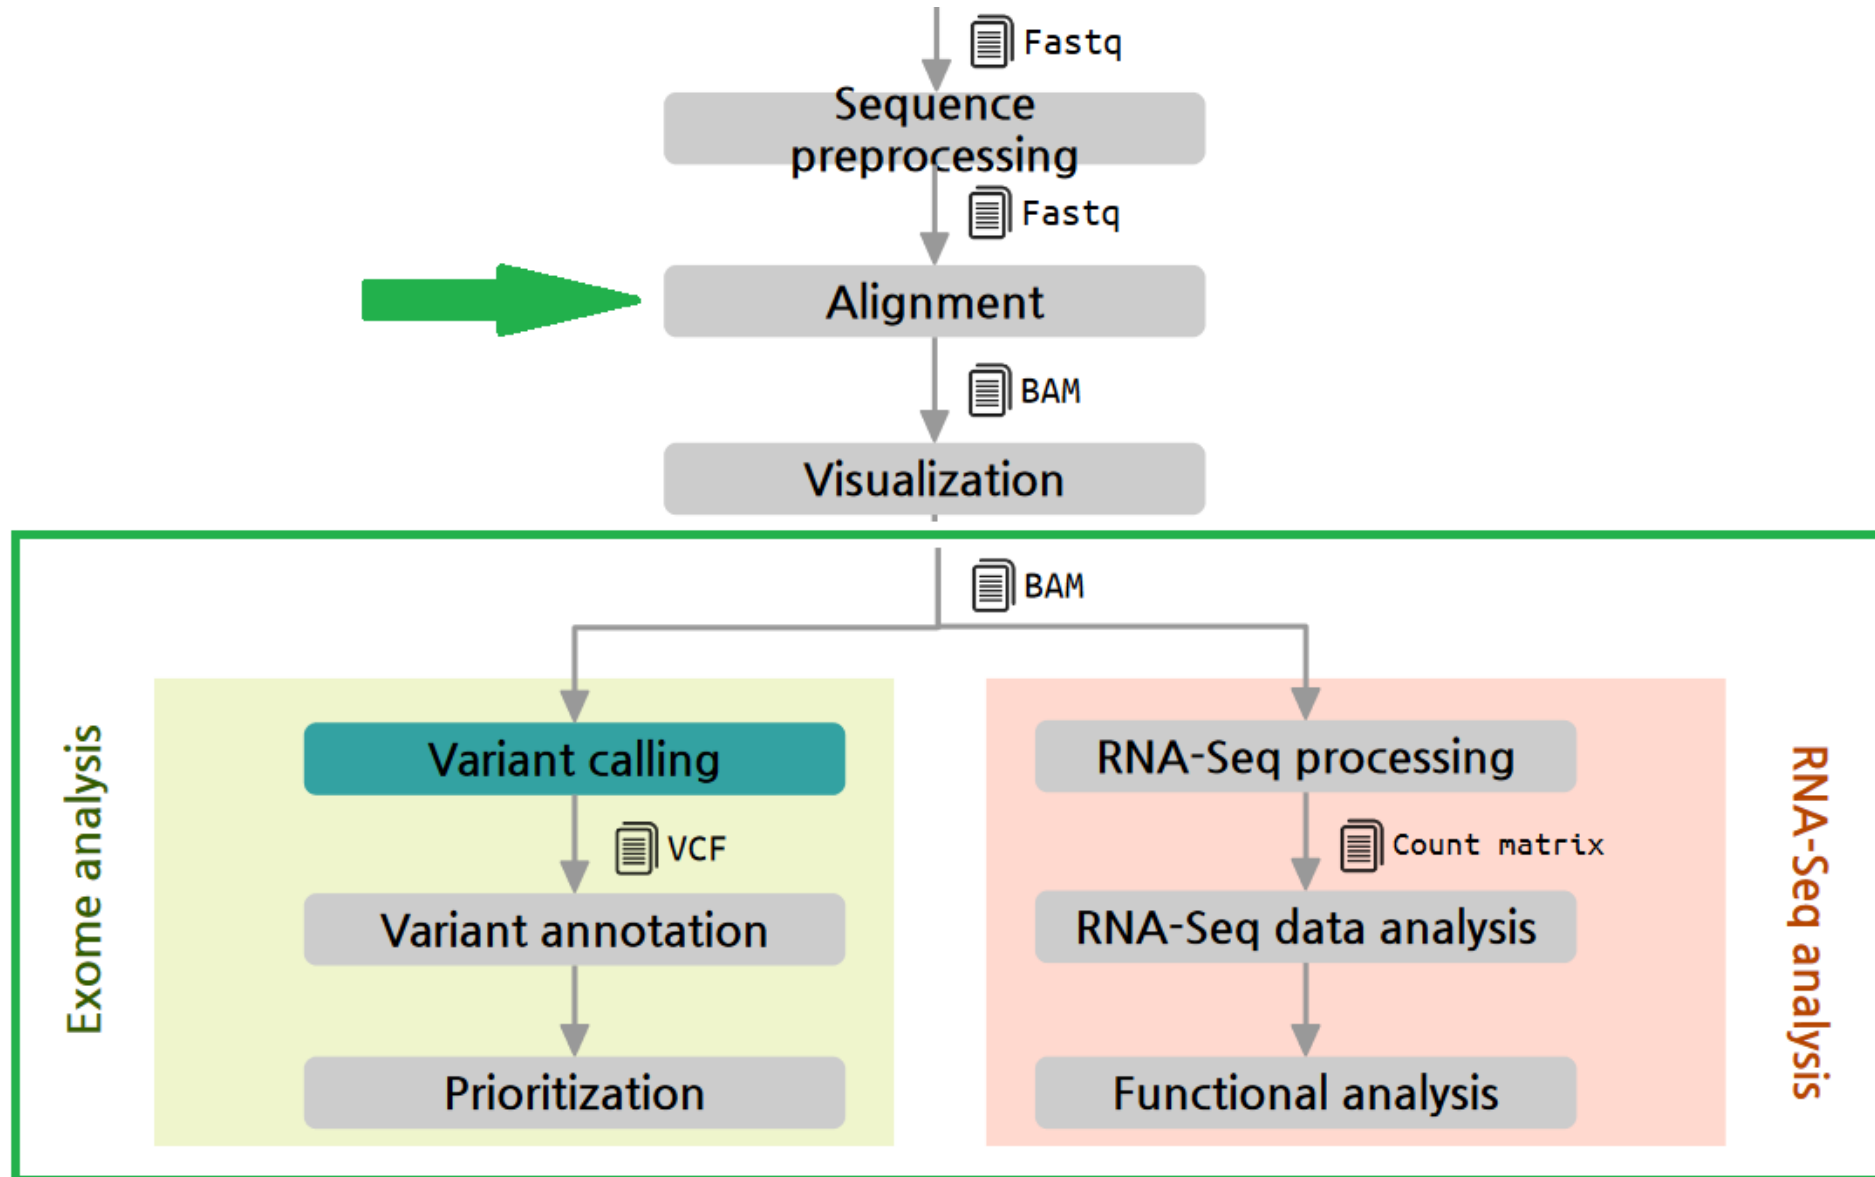 Fastq
Sequence
preprocessing
Fastq
Alignment
BAM
Visualization
BAM
Exome analysis
Variant calling
VCF
Variant annotation
Prioritization
RNA-Seq processing
Count matrix
RNA-Seq data analysis
Functional analysis
RNA-Seq analysis